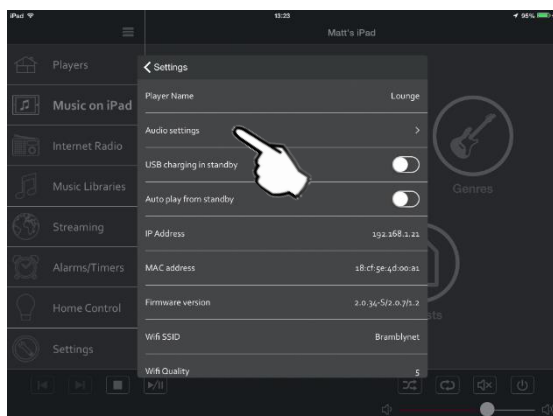 iPad
13:23
95%
Matt's iPad
Players
Music on iPad
Internet Radio
Music Libraries
Streaming
Alarms/Timers
Home Control
Settings
Settings
Player Name Lounge
Audio settings
USB charging in standby
Auto play from standby
IP Address 192.168.1.21
MAC address 18:cf:5e:4d:00:a1
Firmware version 2.0.34-S/2.0.7/1.2
Wifi SSID Bramblynet
Wifi Quality 5
Genres
sts